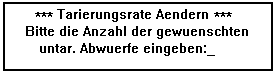 *** Tarierungsrate Aendern ***
Bitte die Anzahl der gewuenschten
untar. Abwuerfe eingeben:_